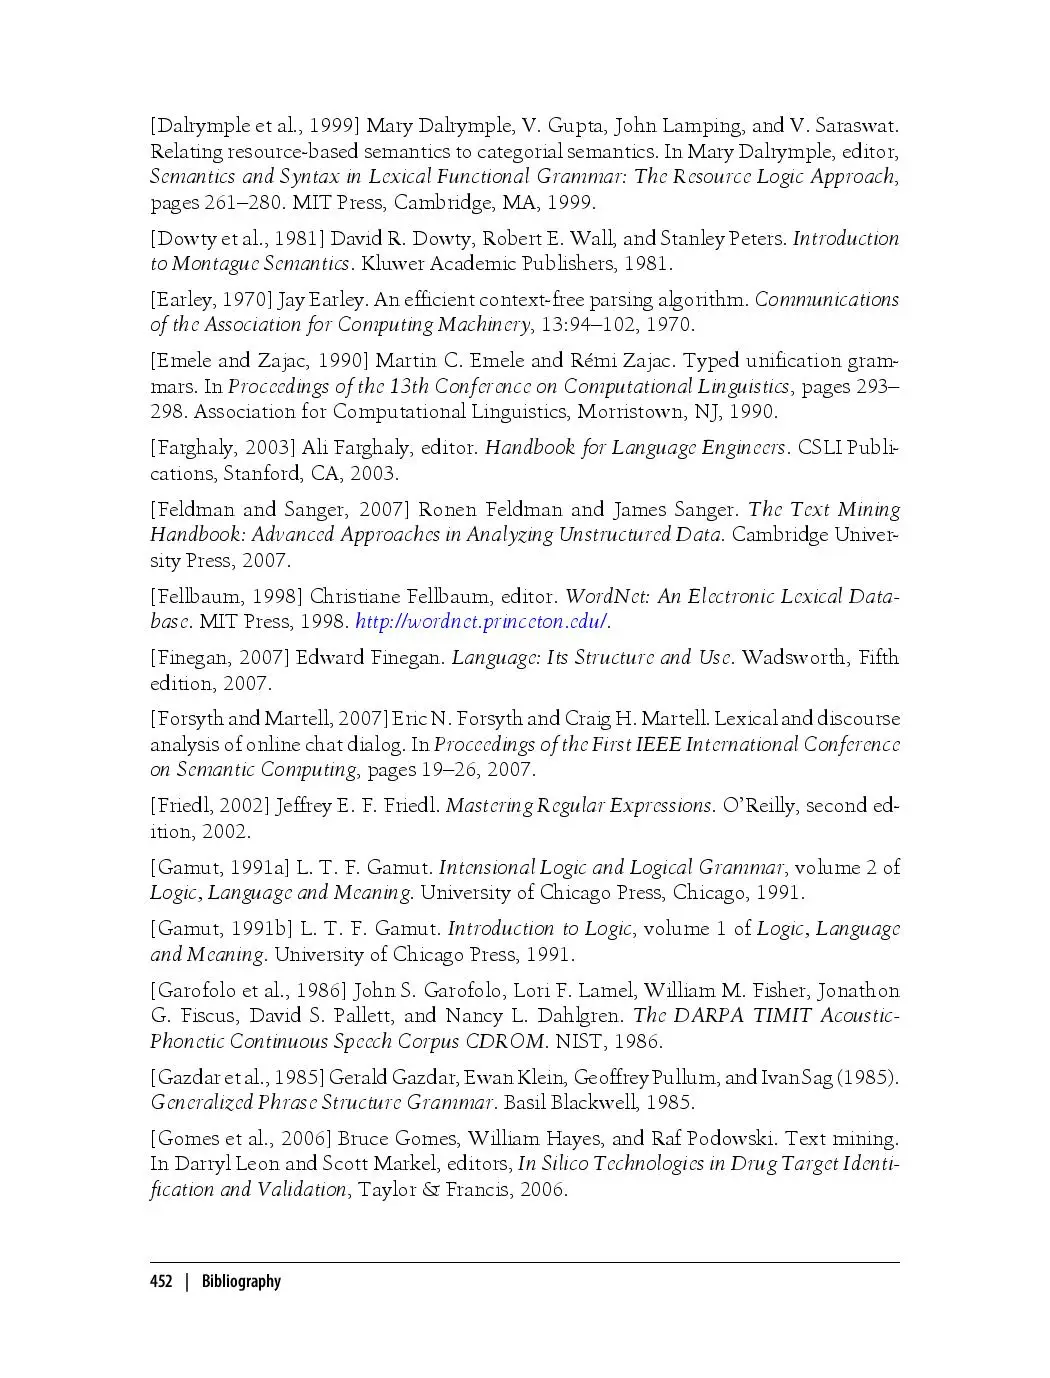 [Dalrymple et al., 1999] Mary Dalrymple, V. Gupta, John Lamping, and V. Saraswat.
Relating resource-based semantics to categorial semantics. In Mary Dalrymple, editor,
Semantics and Syntax in Lexical Functional Grammar: The Resource Logic Approach,
pages 261–280. MIT Press, Cambridge, MA, 1999.
[Dowty et al., 1981] David R. Dowty, Robert E. Wall, and Stanley Peters. Introduction
to Montague Semantics. Kluwer Academic Publishers, 1981.
[Earley, 1970] Jay Earley. An efficient context-free parsing algorithm. Communications
of the Association for Computing Machinery, 13:94–102, 1970.
[Emele and Zajac, 1990] Martin C. Emele and Rémi Zajac. Typed unification gram-
mars. In Proceedings of the 13th Conference on Computational Linguistics, pages 293–
298. Association for Computational Linguistics, Morristown, NJ, 1990.
[Farghaly, 2003] Ali Farghaly, editor. Handbook for Language Engineers. CSLI Publi-
cations, Stanford, CA, 2003.
[Feldman and Sanger, 2007] Ronen Feldman and James Sanger. The Text Mining
Handbook: Advanced Approaches in Analyzing Unstructured Data. Cambridge Univer-
sity Press, 2007.
[Fellbaum, 1998] Christiane Fellbaum, editor. WordNet: An Electronic Lexical Data-
base. MIT Press, 1998. http://wordnet.princeton.edu/.
[Finegan, 2007] Edward Finegan. Language: Its Structure and Use. Wadsworth, Fifth
edition, 2007.
[Forsyth and Martell, 2007] Eric N. Forsyth and Craig H. Martell. Lexical and discourse
analysis of online chat dialog. In Proceedings of the First IEEE International Conference
on Semantic Computing, pages 19–26, 2007.
[Friedl, 2002] Jeffrey E. F. Friedl. Mastering Regular Expressions. O’Reilly, second ed-
ition, 2002.
[Gamut, 1991a] L. T. F. Gamut. Intensional Logic and Logical Grammar, volume 2 of
Logic, Language and Meaning. University of Chicago Press, Chicago, 1991.
[Gamut, 1991b] L. T. F. Gamut. Introduction to Logic, volume 1 of Logic, Language
and Meaning. University of Chicago Press, 1991.
[Garofolo et al., 1986] John S. Garofolo, Lori F. Lamel, William M. Fisher, Jonathon
G. Fiscus, David S. Pallett, and Nancy L. Dahlgren. The DARPA TIMIT Acoustic-
Phonetic Continuous Speech Corpus CDROM. NIST, 1986.
[Gazdar et al., 1985] Gerald Gazdar, Ewan Klein, Geoffrey Pullum, and Ivan Sag (1985).
Generalized Phrase Structure Grammar. Basil Blackwell, 1985.
[Gomes et al., 2006] Bruce Gomes, William Hayes, and Raf Podowski. Text mining.
In Darryl Leon and Scott Markel, editors, In Silico Technologies in Drug Target Identi-
fication and Validation, Taylor & Francis, 2006.
452 | Bibliography